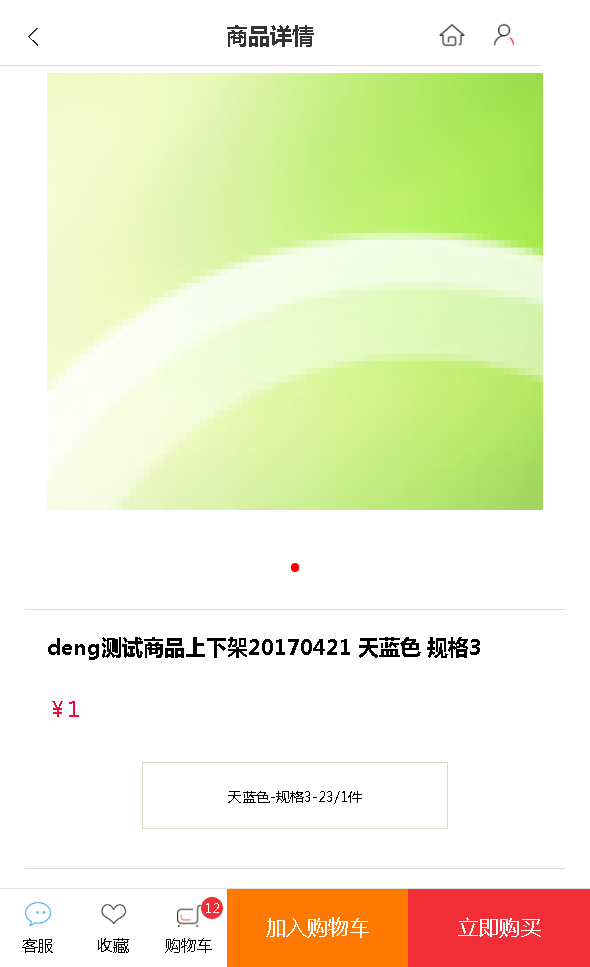 商品详情
deng测试商品上下架20170421 天蓝色 规格3
¥1
天蓝色-规格3-23/1件
12
客服
收藏
购物车
加入购物车
立即购买